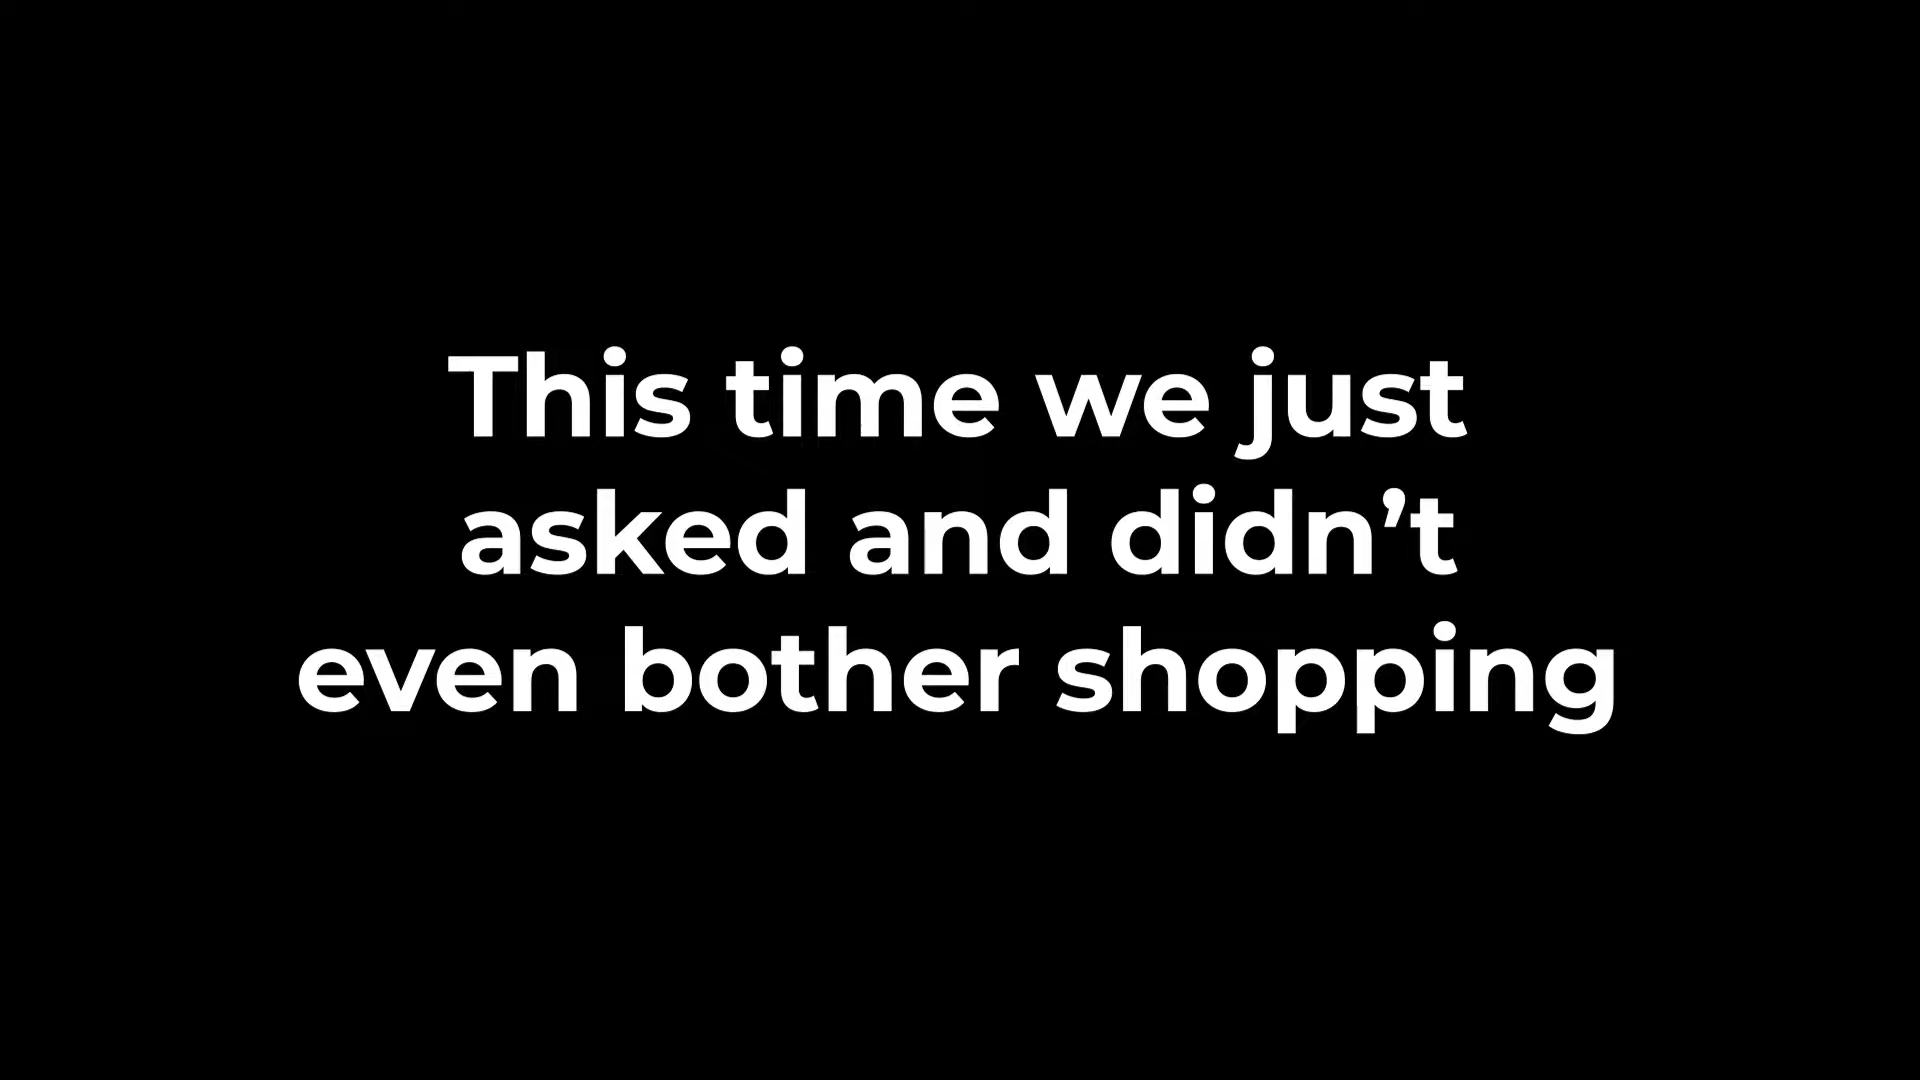 This time we just
asked and didn’t
even bother shopping